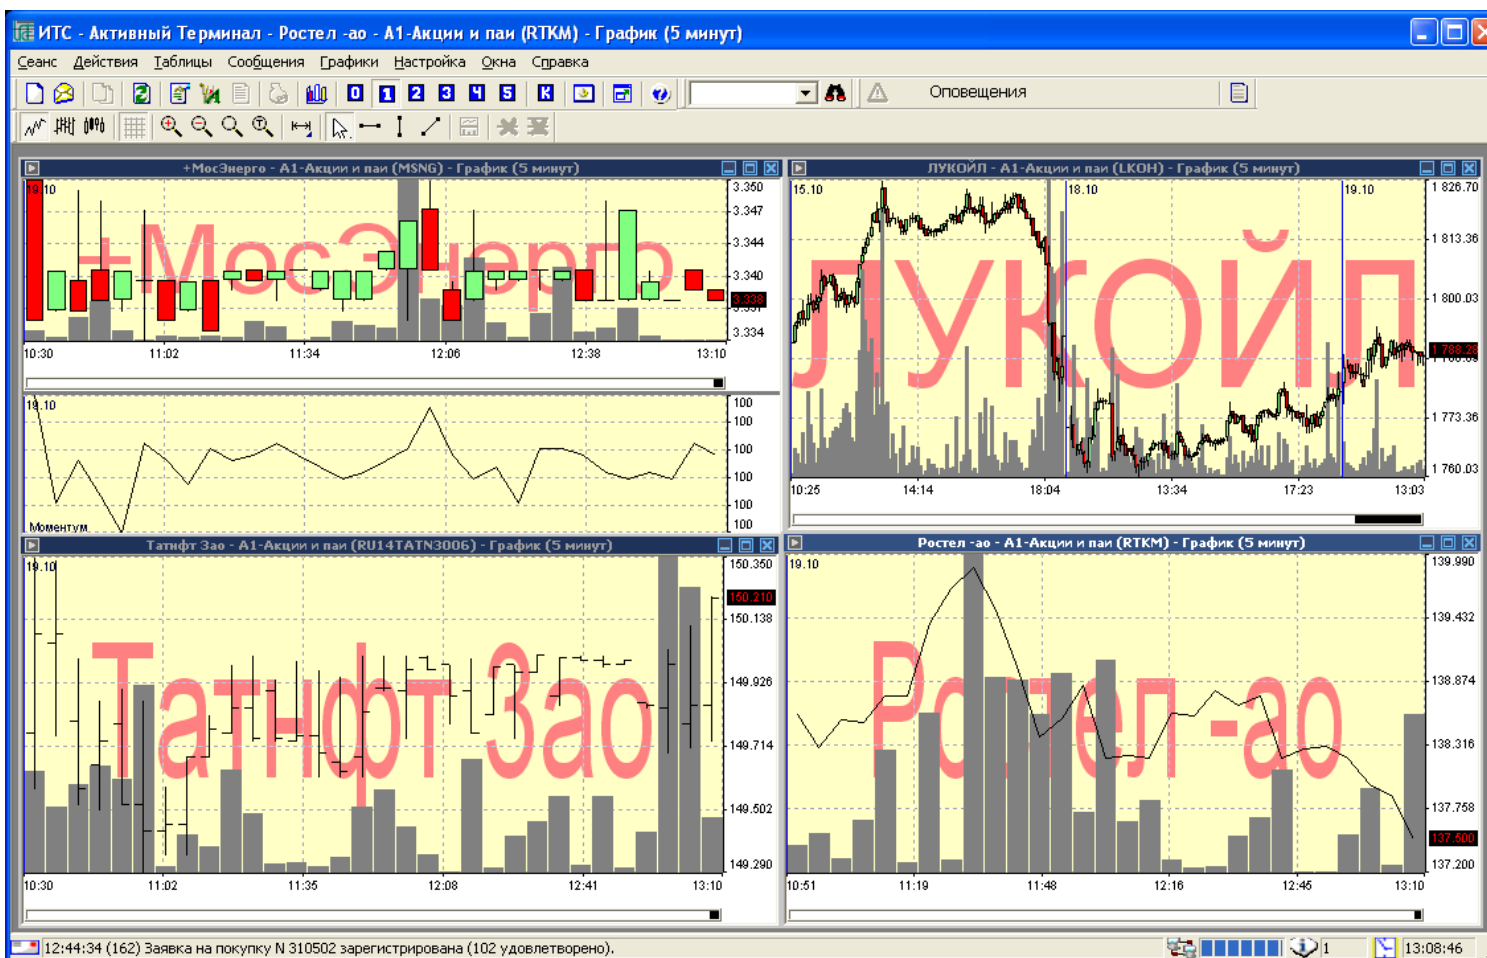 ИТС - Активный Терминал - Ростел -ао - А1-Акции и паи (RTKM) - График (5 минут)
Сеанс Действия Таблицы Сообщения Графики Настройка Окна Справка
0 1 2 3 4 5 K Оповещения
+МосЭнерго - А1-Акции и паи (MSNG) - График (5 минут)
19.10
+МосЭнерго
3.350
3.347
3.344
3.340
3.338
3.334
10:30 11:02 11:34 12:06 12:38 13:10
19.10
100
100
100
100
100
100
Моментум
ЛУКОЙЛ - А1-Акции и паи (LKOH) - График (5 минут)
15.10 18.10 19.10
ЛУКОЙЛ
1 826.70
1 813.36
1 800.03
1 788.28
1 773.36
1 760.03
10:25 14:14 18:04 13:34 17:23 13:03
Татнфт 3ао - А1-Акции и паи (RU14TATN3006) - График (5 минут)
19.10
Татнфт 3ао
150.350
150.210
150.138
149.926
149.714
149.502
149.290
10:30 11:02 11:35 12:08 12:41 13:10
Ростел -ао - А1-Акции и паи (RTKM) - График (5 минут)
19.10
Ростел -ао
139.990
139.432
138.874
138.316
137.758
137.500
137.200
10:51 11:19 11:48 12:16 12:45 13:10
12:44:34 (162) Заявка на покупку N 310502 зарегистрирована (102 удовлетворено). 1 13:08:46